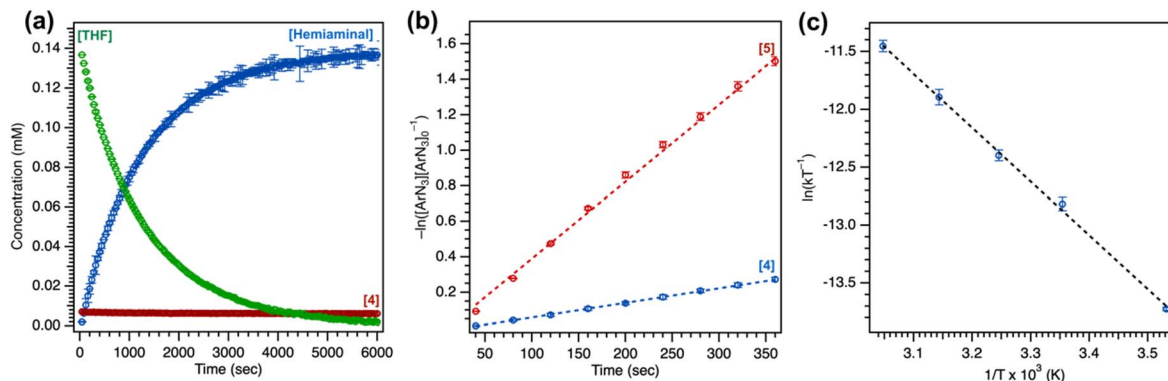 (a)
[THF]
[Hemiaminal]
[4]
Concentration (mM)
0.14
0.12
0.10
0.08
0.06
0.04
0.02
0.00
0 1000 2000 3000 4000 5000 6000
Time (sec)
(b)
[5]
[4]
–ln([ArN₃][ArN₃]₀⁻¹)
1.6
1.4
1.2
1.0
0.8
0.6
0.4
0.2
50 100 150 200 250 300 350
Time (sec)
(c)
ln(kT⁻¹)
-11.5
-12.0
-12.5
-13.0
-13.5
3.1 3.2 3.3 3.4 3.5
1/T x 10³ (K)